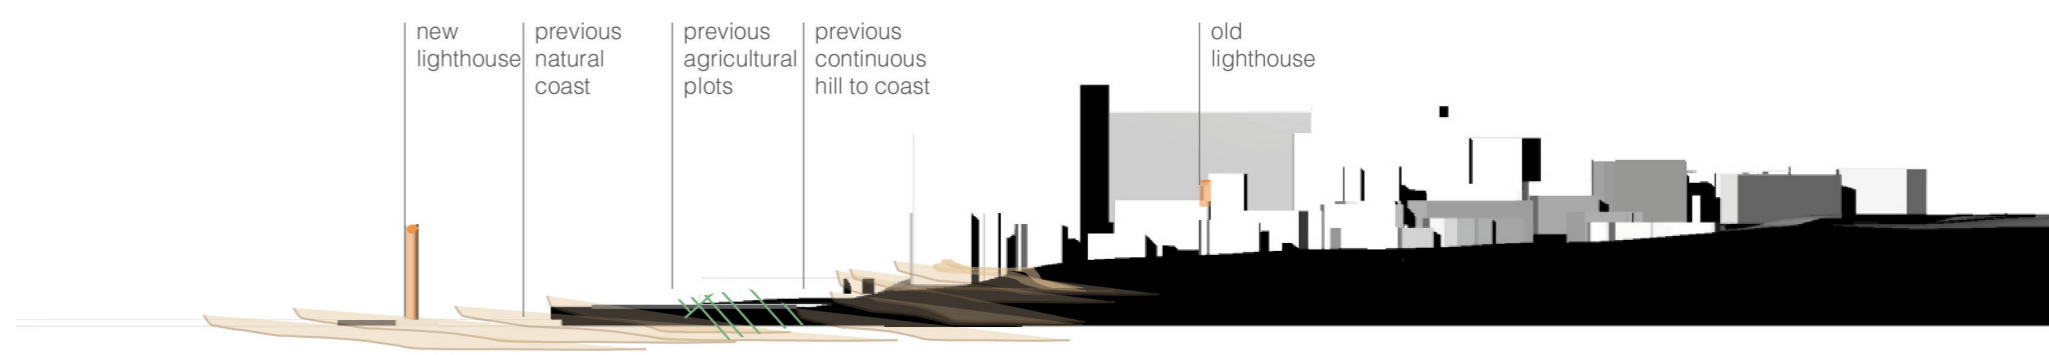 new
lighthouse
previous
natural
coast
previous
agricultural
plots
previous
continuous
hill to coast
old
lighthouse